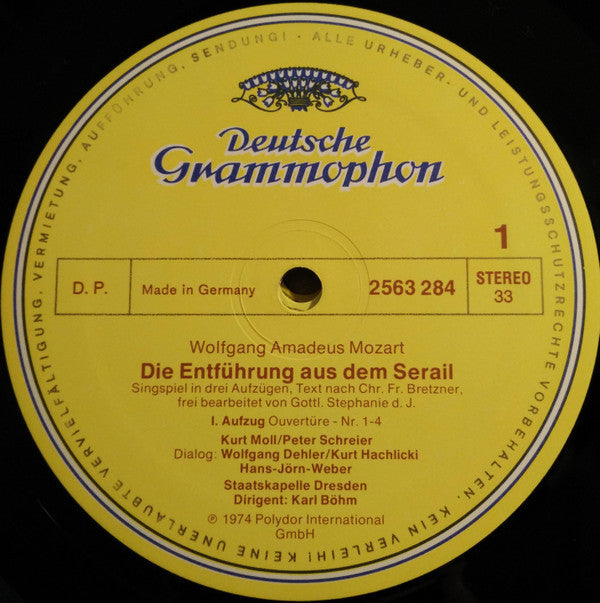 Deutsche
Grammophon
1
D. P.
Made in Germany
2563 284
STEREO
33
Wolfgang Amadeus Mozart
Die Entführung aus dem Serail
Singspiel in drei Aufzügen, Text nach Chr. Fr. Bretzner,
frei bearbeitet von Gottl. Stephanie d. J.
I. Aufzug Ouvertüre - Nr. 1-4
Kurt Moll/Peter Schreier
Dialog: Wolfgang Dehler/Kurt Hachlicki
Hans-Jörn-Weber
Staatskapelle Dresden
Dirigent: Karl Böhm
℗ 1974 Polydor International
GmbH
ALLE URHEBER- UND LEISTUNGSSCHUTZRECHTE VORBEHALTEN. KEIN VERLEIH! KEINE UNERLAUBTE VERVIELFÄLTIGUNG, VERMIETUNG, AUFFÜHRUNG, SENDUNG! -